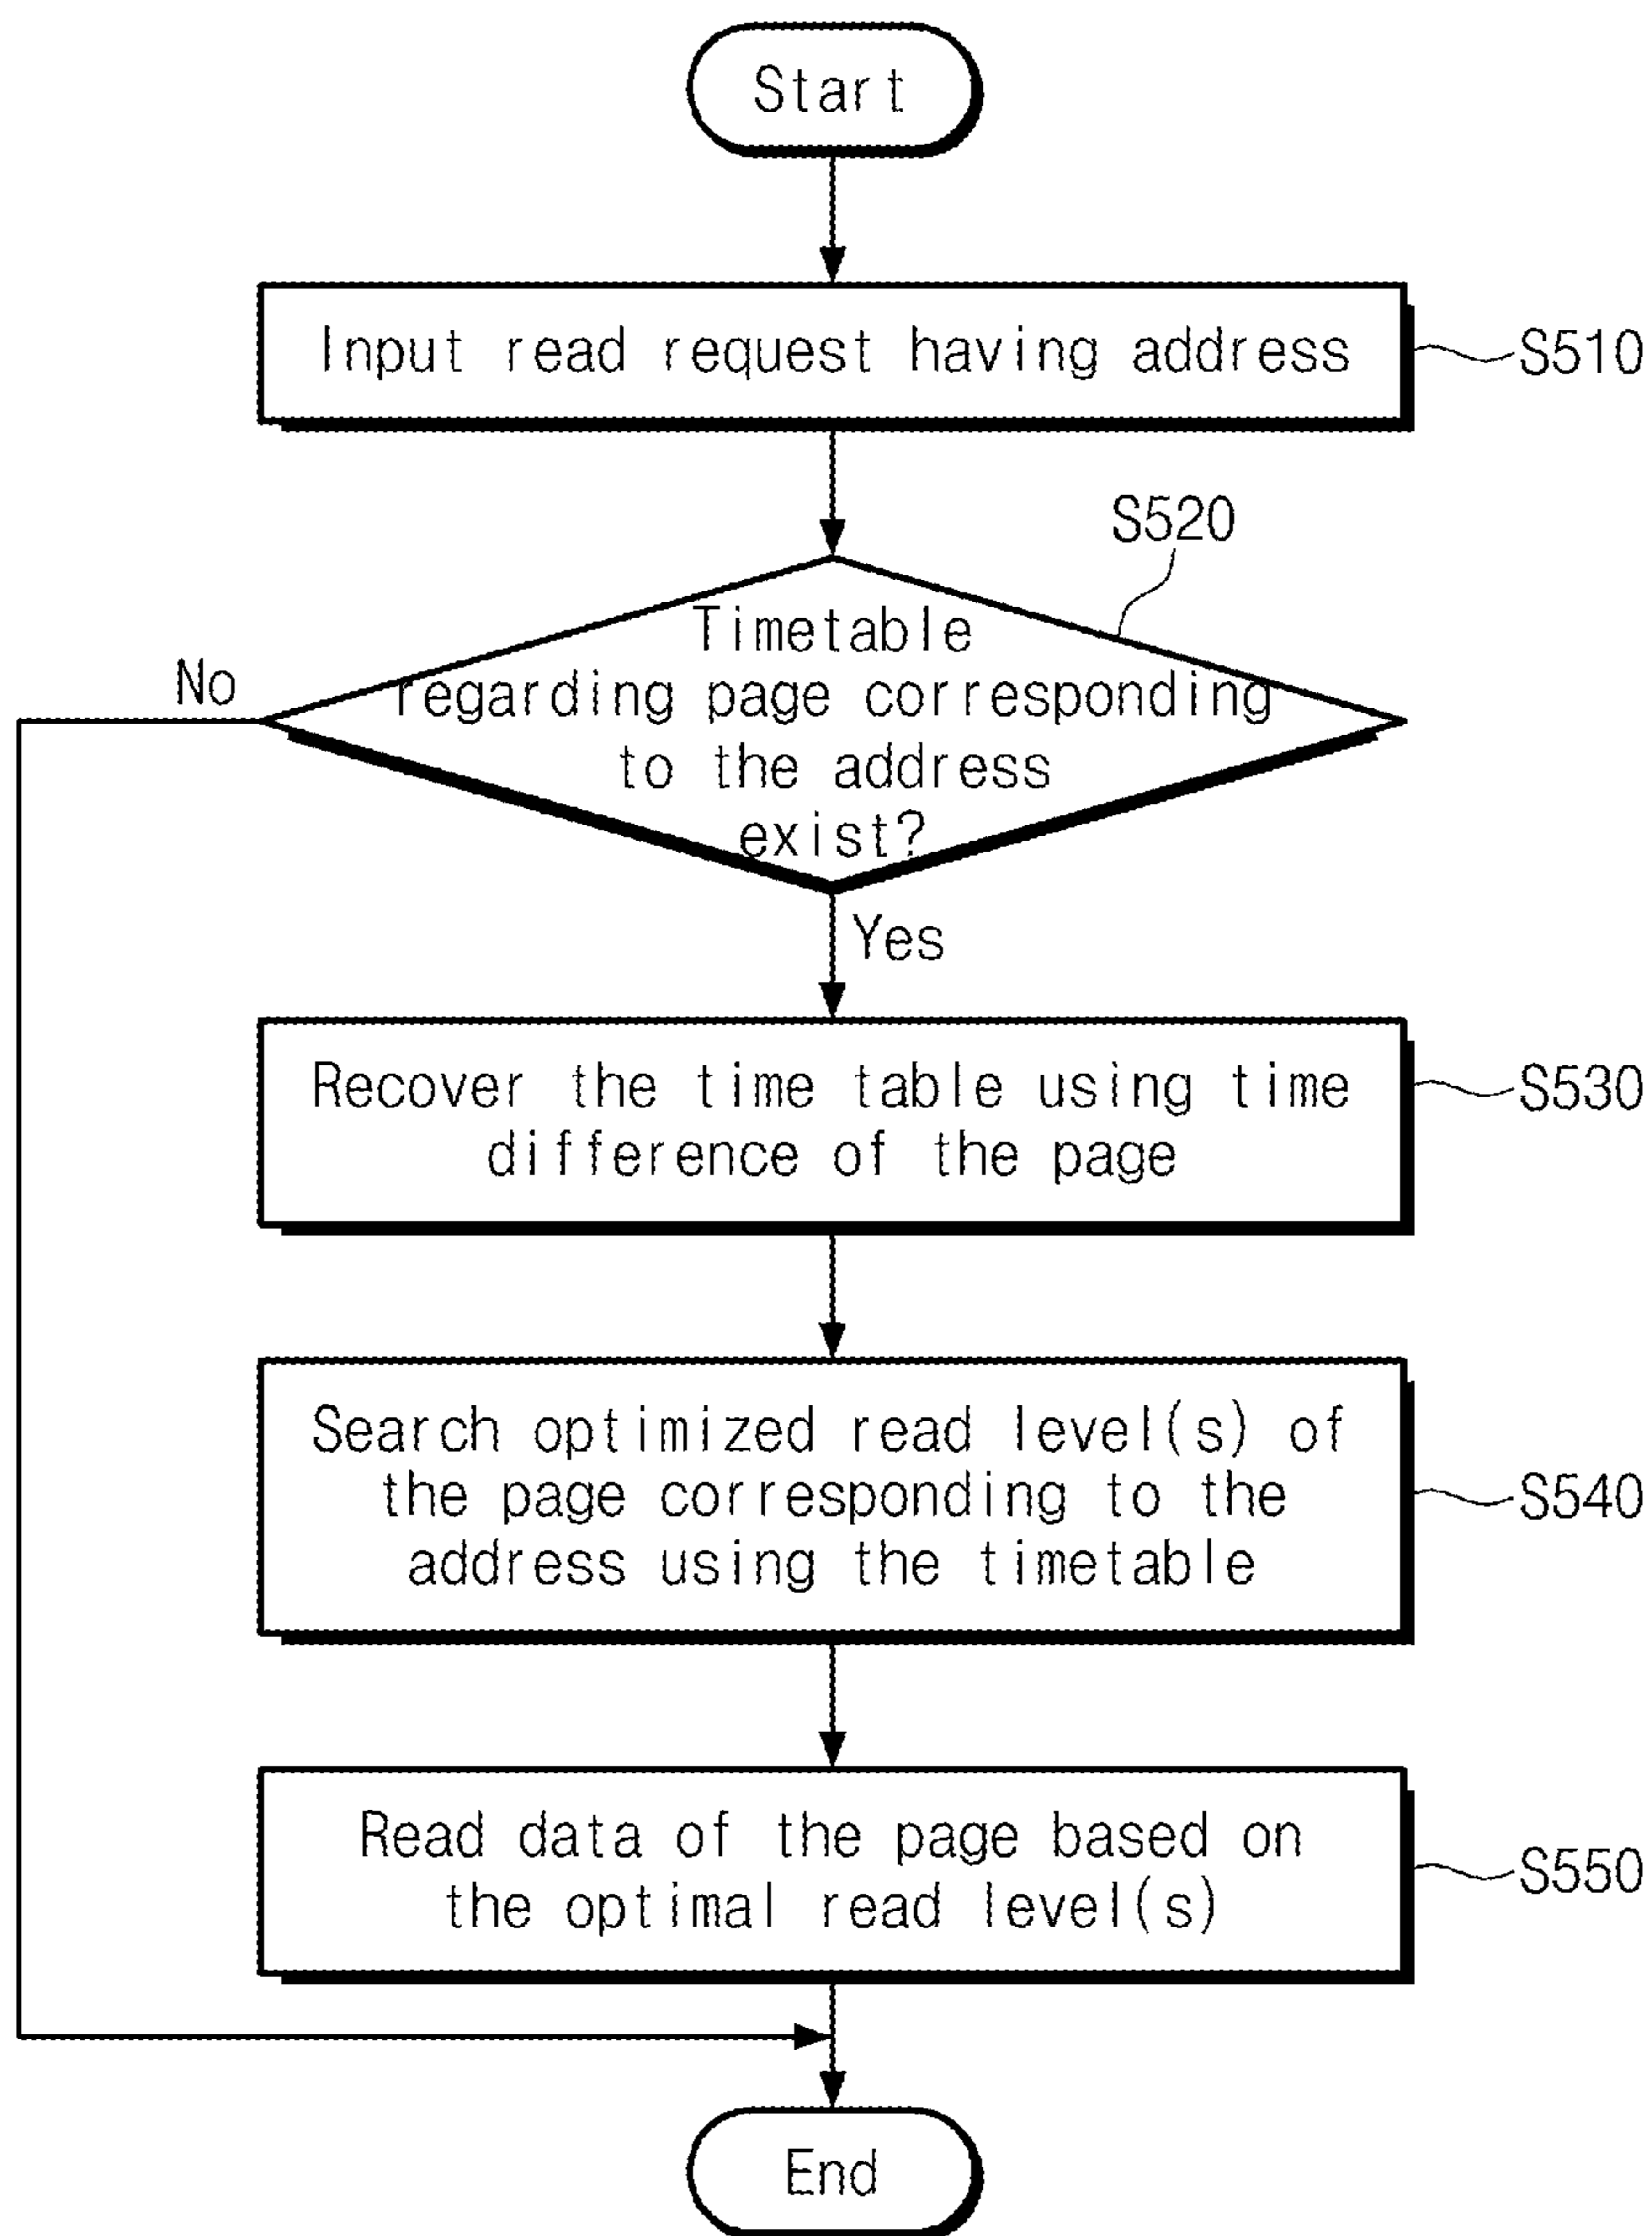 Start
Input read request having address
S510
S520
Timetable
regarding page corresponding
to the address
exist?
No
Yes
Recover the time table using time
difference of the page
S530
Search optimized read level(s) of
the page corresponding to the
address using the timetable
S540
Read data of the page based on
the optimal read level(s)
S550
End